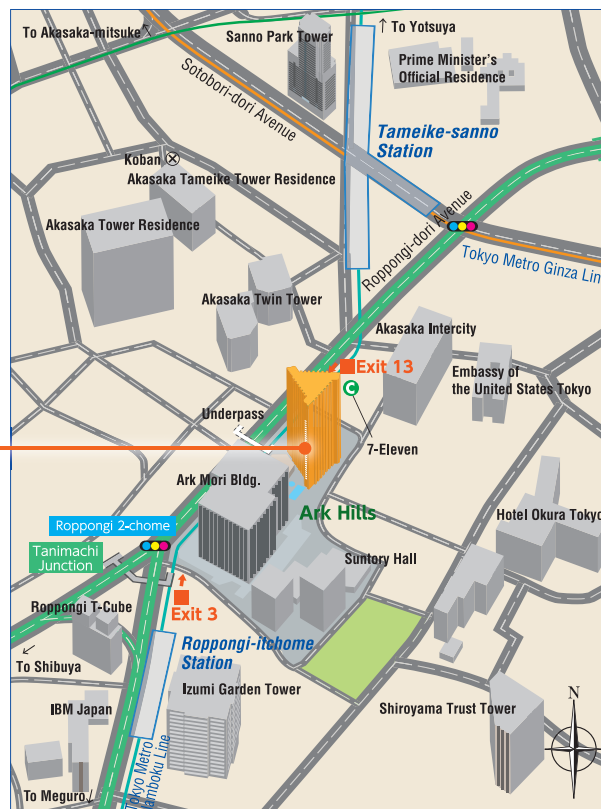 To Akasaka-mitsuke
To Yotsuya
Sanno Park Tower
Prime Minister's
Official Residence
Sotobori-dori Avenue
Tameike-sanno
Station
Koban
Akasaka Tameike Tower Residence
Akasaka Tower Residence
Roppongi-dori Avenue
Tokyo Metro Ginza Lin
Akasaka Twin Tower
Akasaka Intercity
Exit 13
Embassy of
the United States Tokyo
C
7-Eleven
Underpass
Ark Mori Bldg.
Ark Hills
Hotel Okura Tokyo
Roppongi 2-chome
Tanimachi
Junction
Suntory Hall
Roppongi T-Cube
Exit 3
Roppongi-itchome
Station
To Shibuya
Izumi Garden Tower
IBM Japan
Shiroyama Trust Tower
N
Tokyo Metro
amboku Line
To Meguro